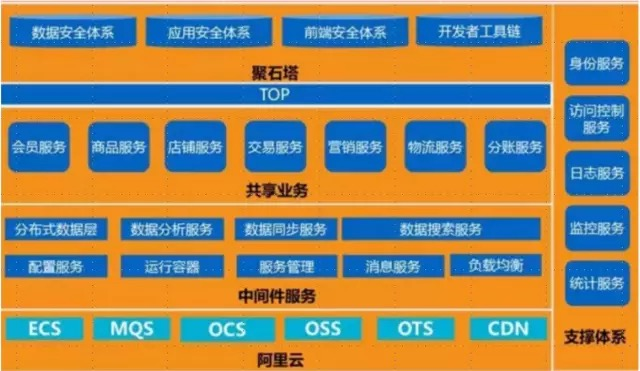 数据安全体系 应用安全体系 前端安全体系 开发者工具链
聚石塔
TOP
会员服务 商品服务 店铺服务 交易服务 营销服务 物流服务 分账服务
共享业务
分布式数据层 数据分析服务 数据同步服务 数据搜索服务
配置服务 运行容器 服务管理 消息服务 负载均衡
中间件服务
ECS MQS OCS OSS OTS CDN
阿里云
身份服务
访问控制
服务
日志服务
监控服务
统计服务
支撑体系